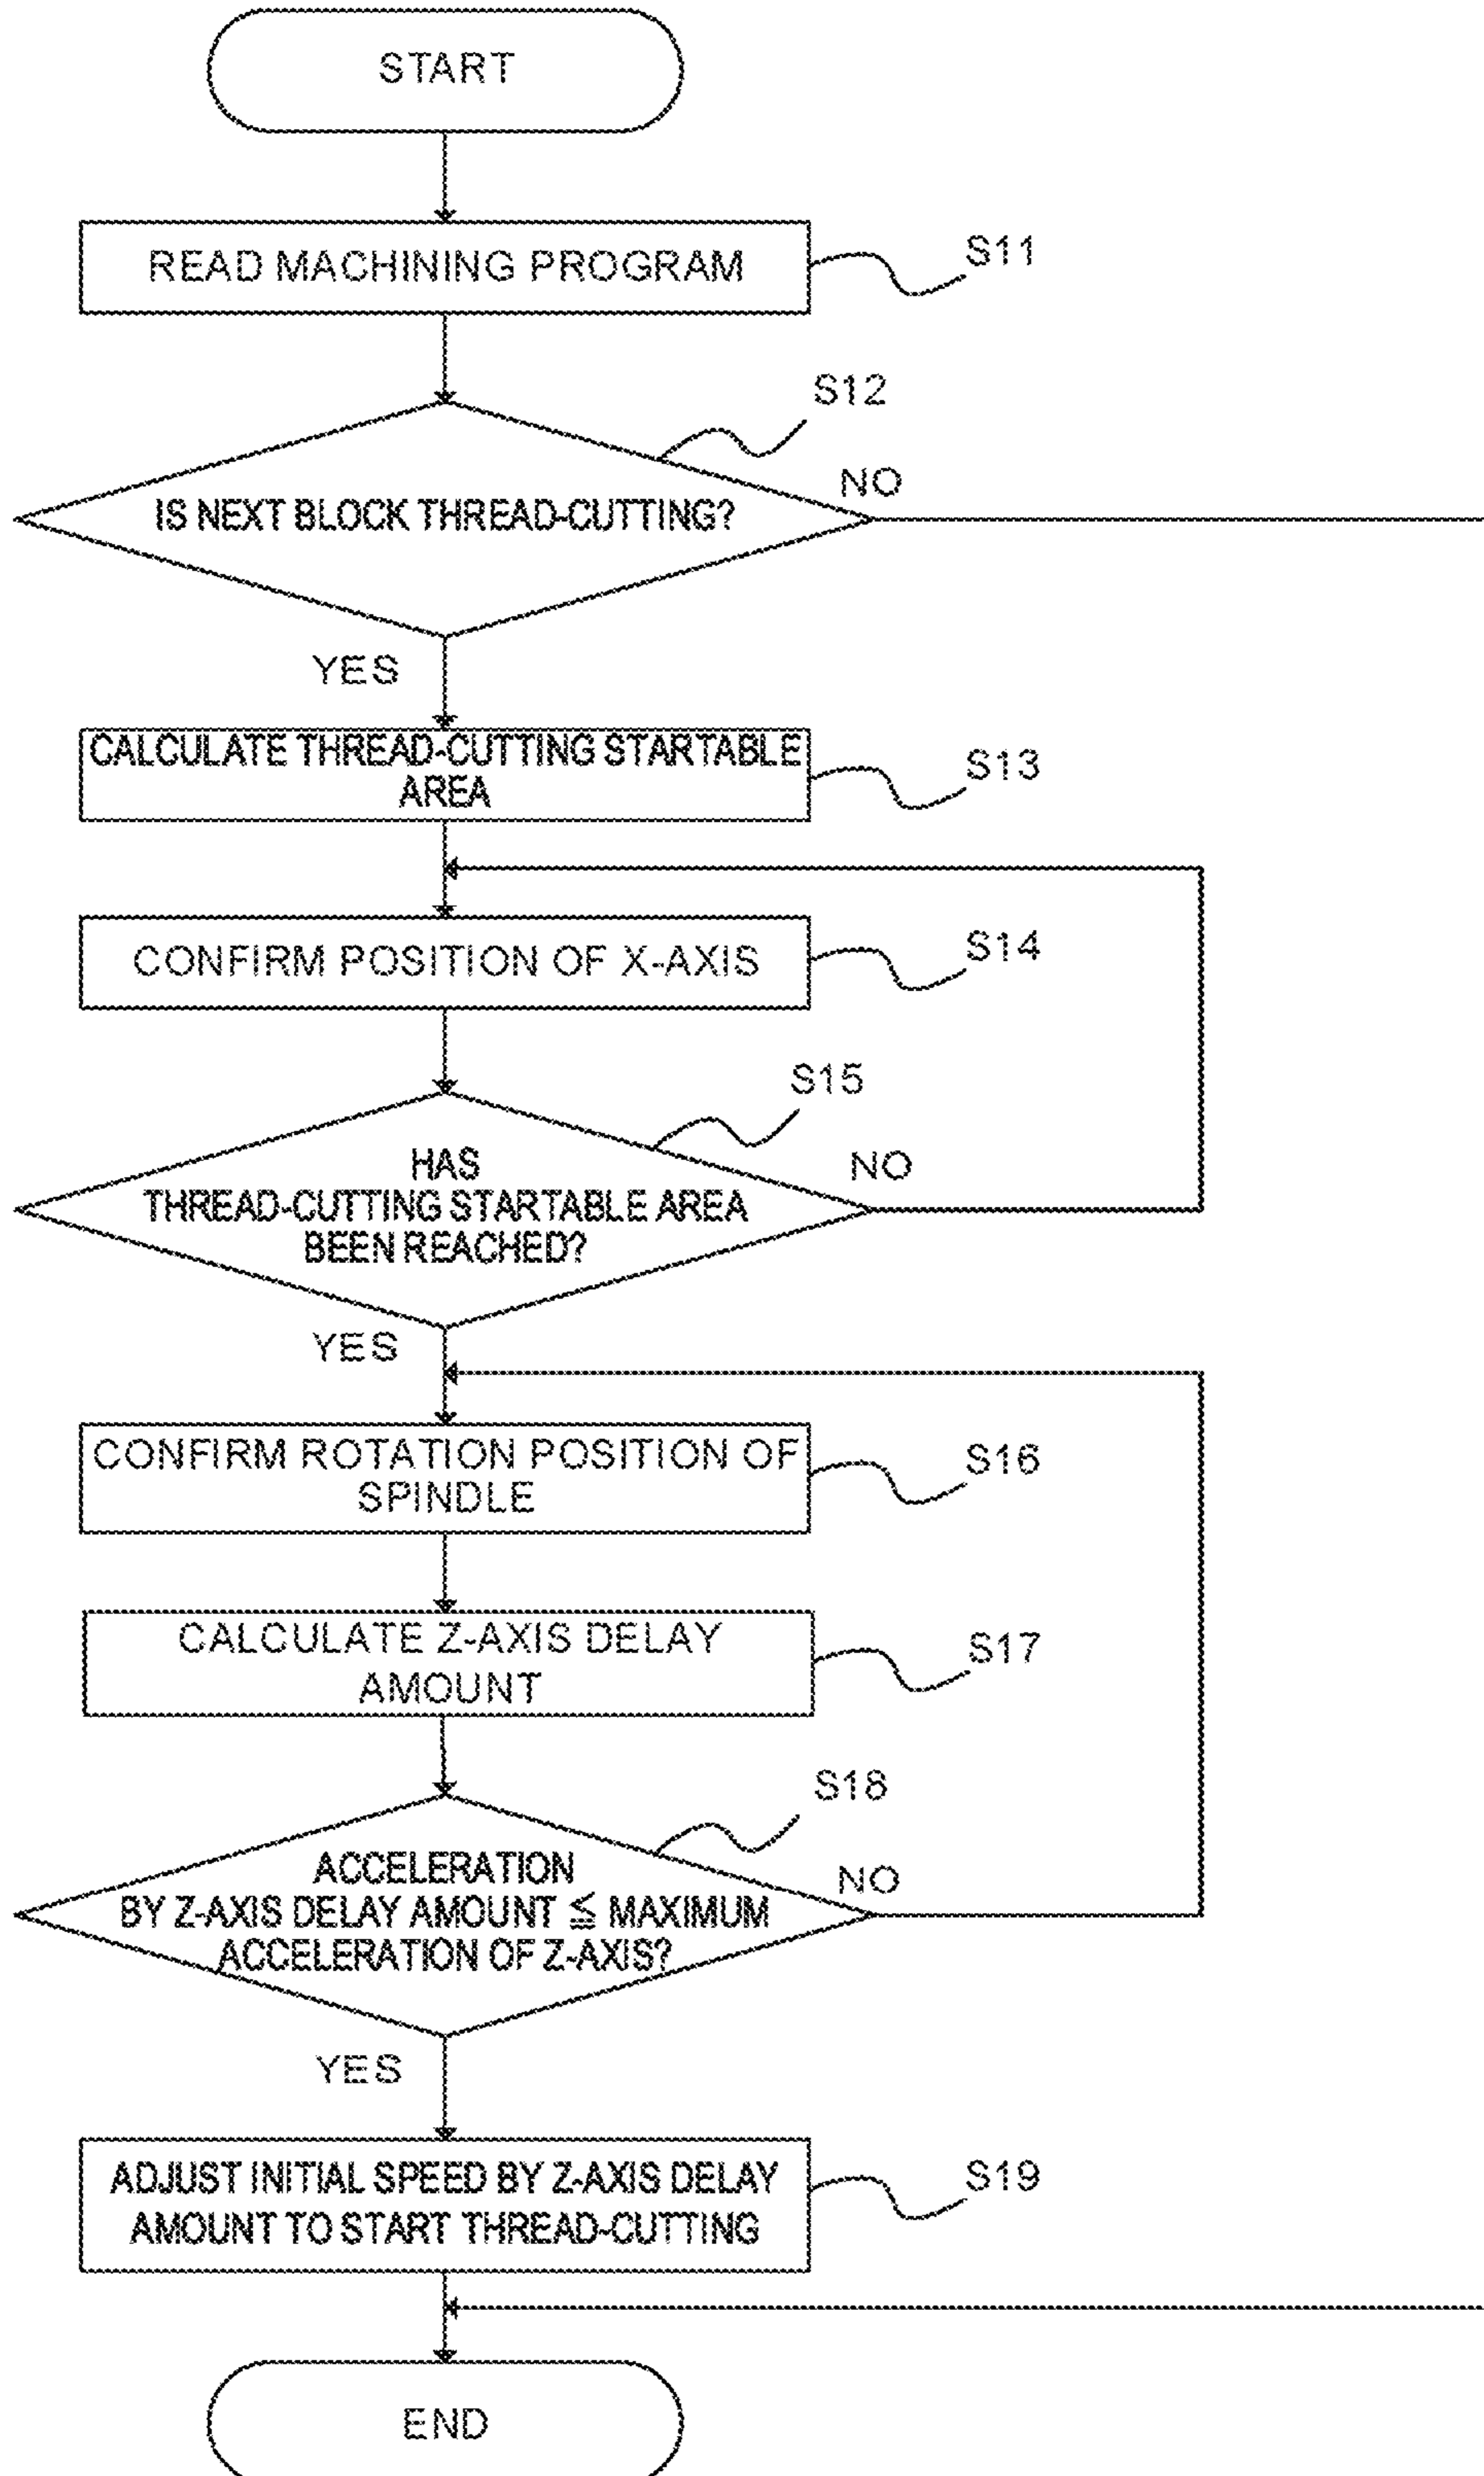 START
READ MACHINING PROGRAM
S11
S12
IS NEXT BLOCK THREAD-CUTTING?
NO
YES
CALCULATE THREAD-CUTTING STARTABLE
AREA
S13
CONFIRM POSITION OF X-AXIS
S14
S15
HAS
THREAD-CUTTING STARTABLE AREA
BEEN REACHED?
NO
YES
CONFIRM ROTATION POSITION OF
SPINDLE
S16
CALCULATE Z-AXIS DELAY
AMOUNT
S17
S18
ACCELERATION
BY Z-AXIS DELAY AMOUNT ≦ MAXIMUM
ACCELERATION OF Z-AXIS?
NO
YES
ADJUST INITIAL SPEED BY Z-AXIS DELAY
AMOUNT TO START THREAD-CUTTING
S19
END